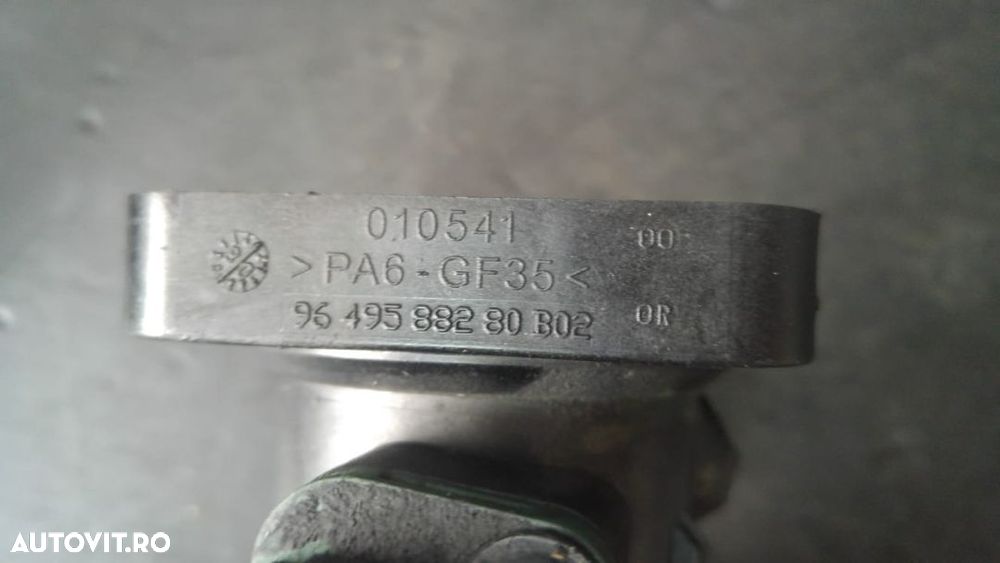 010541
>PA6-GF35<
96 495 882 80 B02
00
OR
AUTOVIT.RO